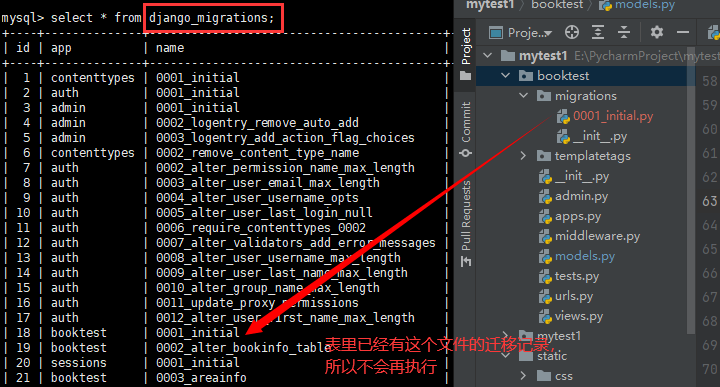 mysql> select * from django_migrations;
| id | app | name
| 1 | contenttypes | 0001_initial
| 2 | auth | 0001_initial
| 3 | admin | 0001_initial
| 4 | admin | 0002_logentry_remove_auto_add
| 5 | admin | 0003_logentry_add_action_flag_choices
| 6 | contenttypes | 0002_remove_content_type_name
| 7 | auth | 0002_alter_permission_name_max_length
| 8 | auth | 0003_alter_user_email_max_length
| 9 | auth | 0004_alter_user_username_opts
| 10 | auth | 0005_alter_user_last_login_null
| 11 | auth | 0006_require_contenttypes_0002
| 12 | auth | 0007_alter_validators_add_error_messages
| 13 | auth | 0008_alter_user_username_max_length
| 14 | auth | 0009_alter_user_last_name_max_length
| 15 | auth | 0010_alter_group_name_max_length
| 16 | auth | 0011_update_proxy_permissions
| 17 | auth | 0012_alter_user_first_name_max_length
| 18 | booktest | 0001_initial
| 19 | booktest | 0002_alter_bookinfo_table
| 20 | sessions | 0001_initial
| 21 | booktest | 0003_areainfo
表里已经有这个文件的迁移记录,
所以不会再执行
mytest1 > booktest > models.py
Project
Commit
Pull Requests
Proje...
mytest1 E:\PycharmProject\mytes
booktest
migrations
0001_initial.py
__init__.py
templatetags
__init__.py
admin.py
apps.py
middleware.py
models.py
tests.py
urls.py
views.py
mytest1
static
css
58
59
60
61
62
63
64
65
66
67
68
69
70